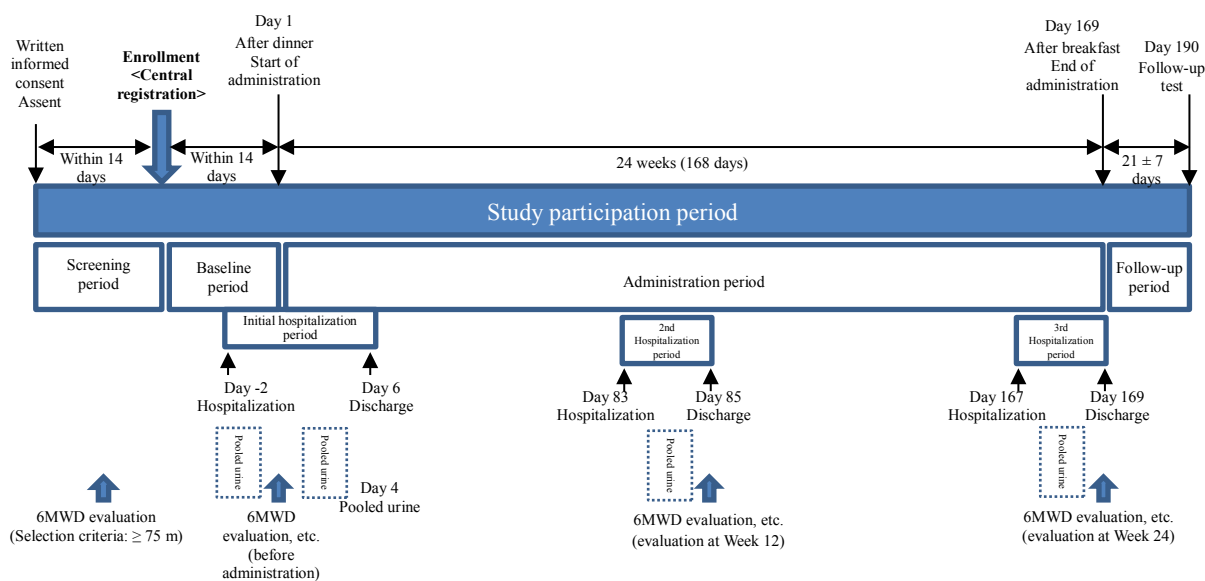 Written
informed
consent
Assent
Enrollment
<Central
registration>
Day 1
After dinner
Start of
administration
Day 169
After breakfast
End of
administration
Day 190
Follow-up
test
Within 14
days
Within 14
days
24 weeks (168 days)
21 ± 7
days
Study participation period
Screening
period
Baseline
period
Administration period
Follow-up
period
Initial hospitalization
period
2nd
Hospitalization
period
3rd
Hospitalization
period
Day -2
Hospitalization
Day 6
Discharge
Day 83
Hospitalization
Day 85
Discharge
Day 167
Hospitalization
Day 169
Discharge
Pooled urine
Pooled urine
Day 4
Pooled urine
Pooled urine
Pooled urine
6MWD evaluation
(Selection criteria: ≥ 75 m)
6MWD
evaluation, etc.
(before
administration)
6MWD evaluation, etc.
(evaluation at Week 12)
6MWD evaluation, etc.
(evaluation at Week 24)